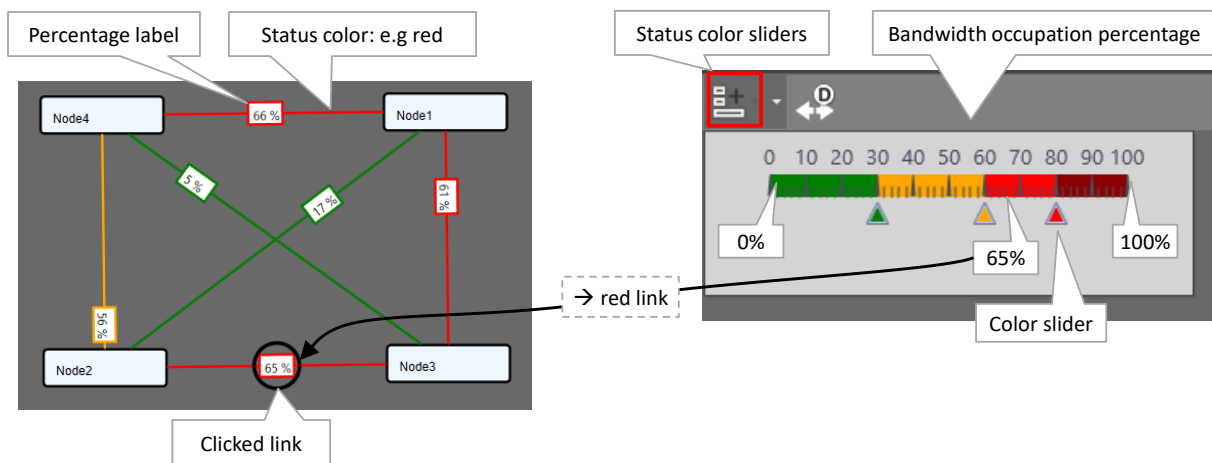 Percentage label
Status color: e.g red
Status color sliders
Bandwidth occupation percentage
Node4
66 %
Node1
D
0 10 20 30 40 50 60 70 80 90 100
5 %
17 %
61 %
0%
65%
100%
→ red link
Color slider
56 %
Node2
65 %
Node3
Clicked link